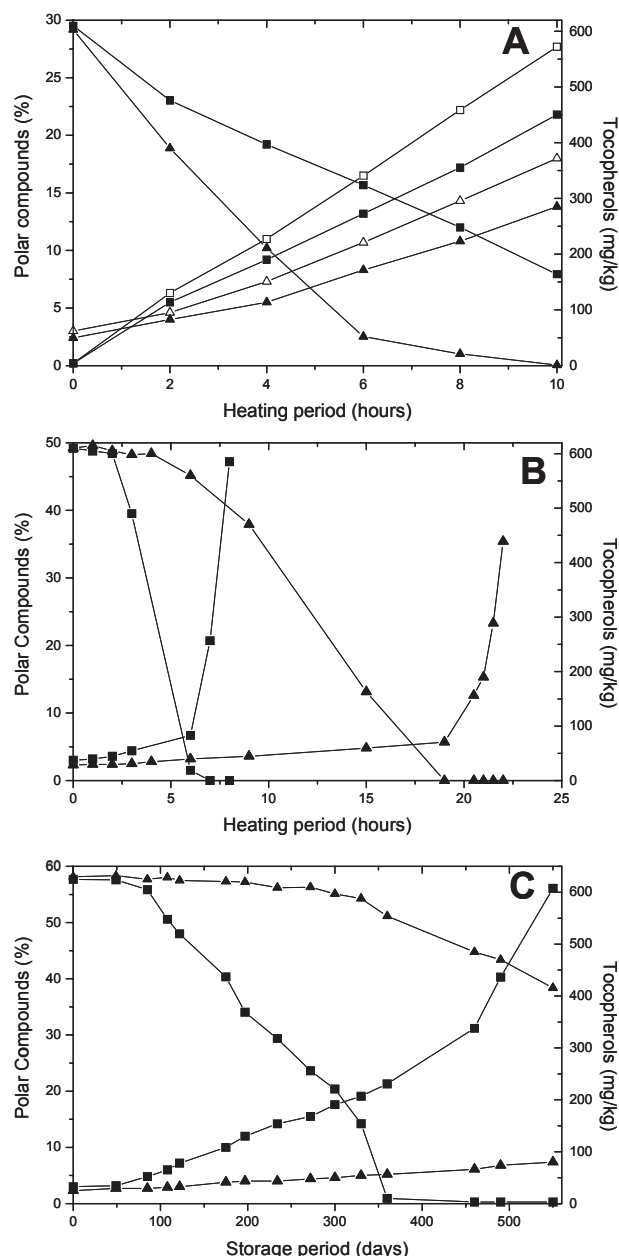 A
30
25
20
15
10
5
0
Polar compounds (%)
600
500
400
300
200
100
0
Tocopherols (mg/kg)
0 2 4 6 8 10
Heating period (hours)
B
50
40
30
20
10
0
Polar Compounds (%)
600
500
400
300
200
100
0
Tocopherols (mg/kg)
0 5 10 15 20 25
Heating period (hours)
C
60
50
40
30
20
10
0
Polar Compounds (%)
600
500
400
300
200
100
0
Tocopherols (mg/kg)
0 100 200 300 400 500
Storage period (days)